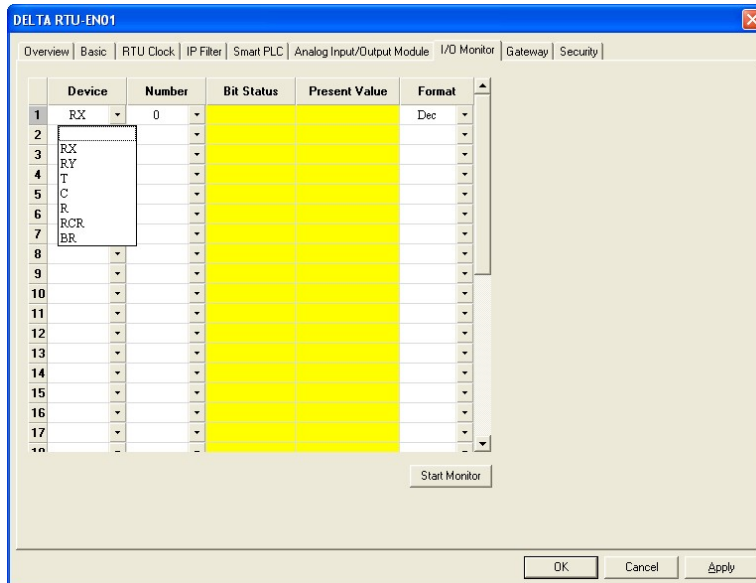 DELTA RTU-EN01
Overview Basic RTU Clock IP Filter Smart PLC Analog Input/Output Module I/O Monitor Gateway Security
Device Number Bit Status Present Value Format
1 RX 0 Dec
2
3 RX
RY
4 T
5 C
6 R
RCR
7 BR
8
9
10
11
12
13
14
15
16
17
18
Start Monitor
OK Cancel Apply